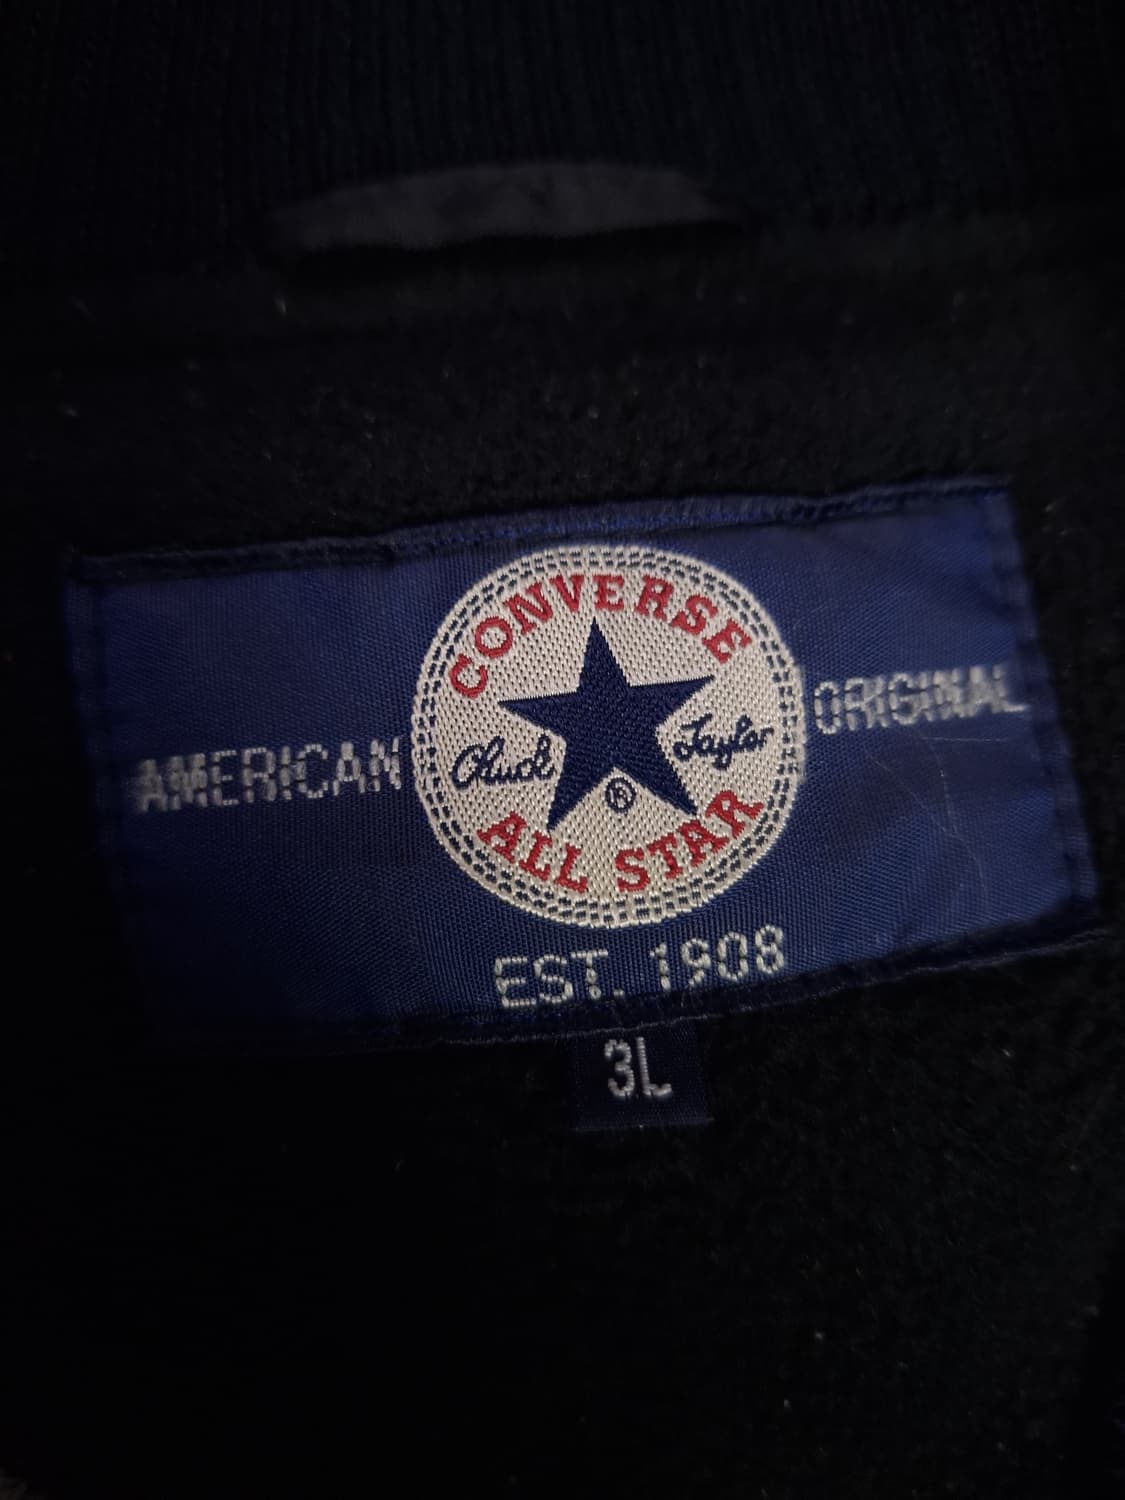 CONVERSE
Chuck Taylor
®
ALL STAR
AMERICAN ORIGINAL
EST. 1908
3L